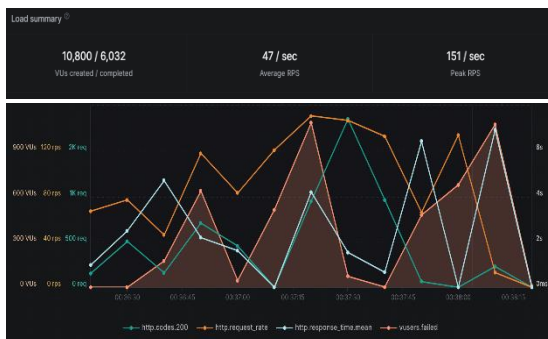 Load summary
10,800 / 6,032
47 / sec
151 / sec
VUs created / completed
Average RPS
Peak RPS
900 VUs 120 rps 2K req
8s
600 VUs 80 rps 1K req
4s
300 VUs 40 rps 500 req
2s
0 VUs 0 rps 0 req
0ms
00:36:30 00:36:45 00:37:00 00:37:15 00:37:30 00:37:45 00:38:00 00:38:15
http.codes.200 http.request_rate http.response_time.mean vusers.failed